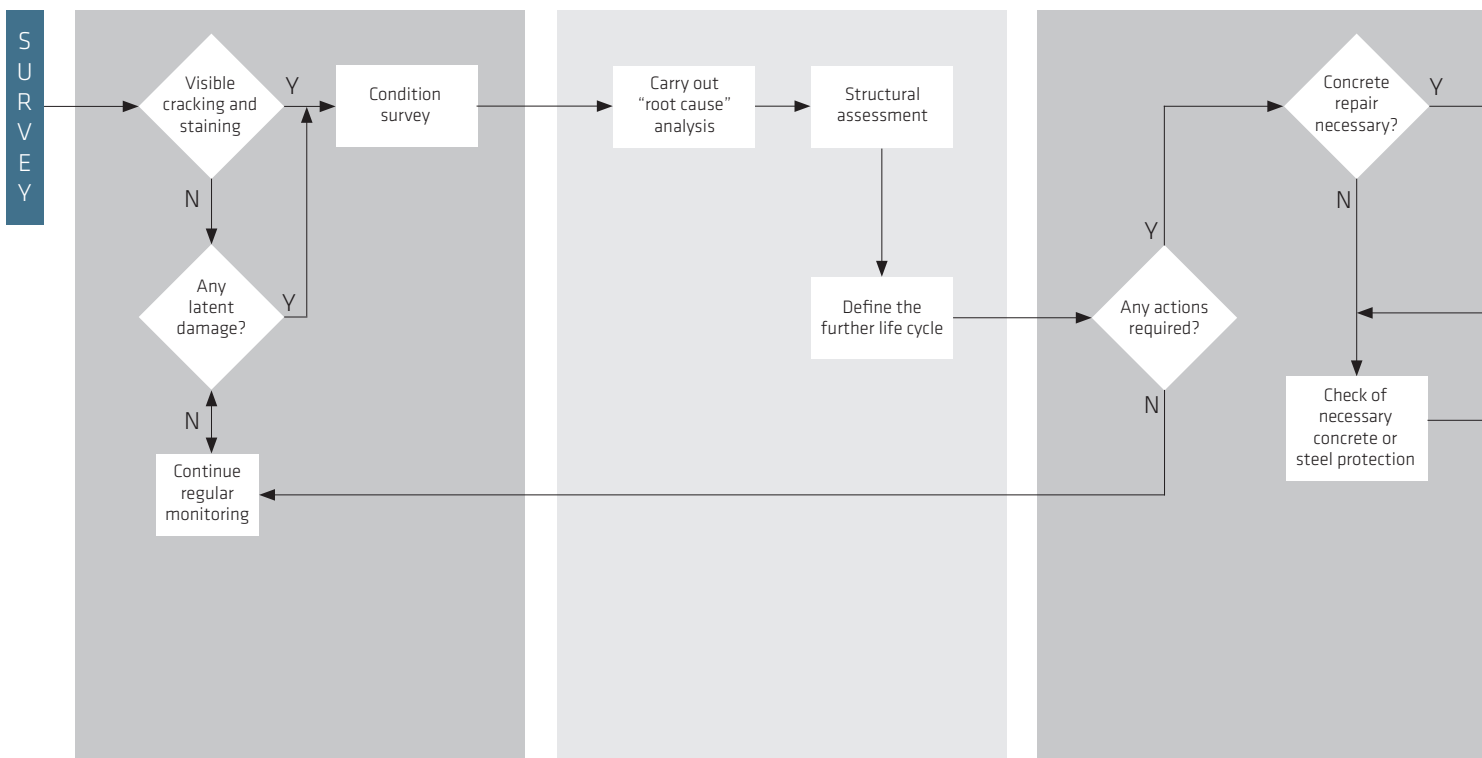 SURVEY
Visible
cracking and
staining
Y
Condition
survey
N
Any
latent
damage?
Y
N
Continue
regular
monitoring
Carry out
“root cause”
analysis
Structural
assessment
Define the
further life cycle
Any actions
required?
Y
N
Concrete
repair
necessary?
Y
N
Check of
necessary
concrete or
steel protection